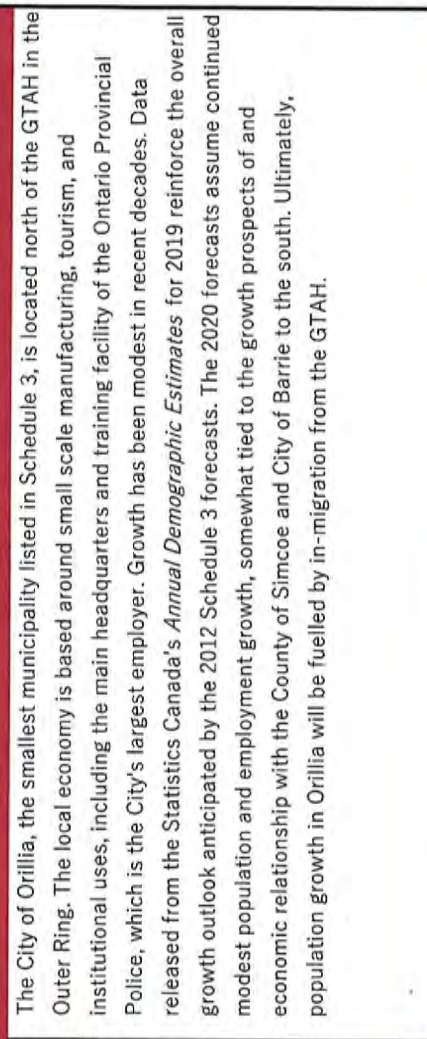 The City of Orillia, the smallest municipality listed in Schedule 3, is located north of the GTAH in the
Outer Ring. The local economy is based around small scale manufacturing, tourism, and
institutional uses, including the main headquarters and training facility of the Ontario Provincial
Police, which is the City's largest employer. Growth has been modest in recent decades. Data
released from the Statistics Canada's Annual Demographic Estimates for 2019 reinforce the overall
growth outlook anticipated by the 2012 Schedule 3 forecasts. The 2020 forecasts assume continued
modest population and employment growth, somewhat tied to the growth prospects of and
economic relationship with the County of Simcoe and City of Barrie to the south. Ultimately,
population growth in Orillia will be fuelled by in-migration from the GTAH.